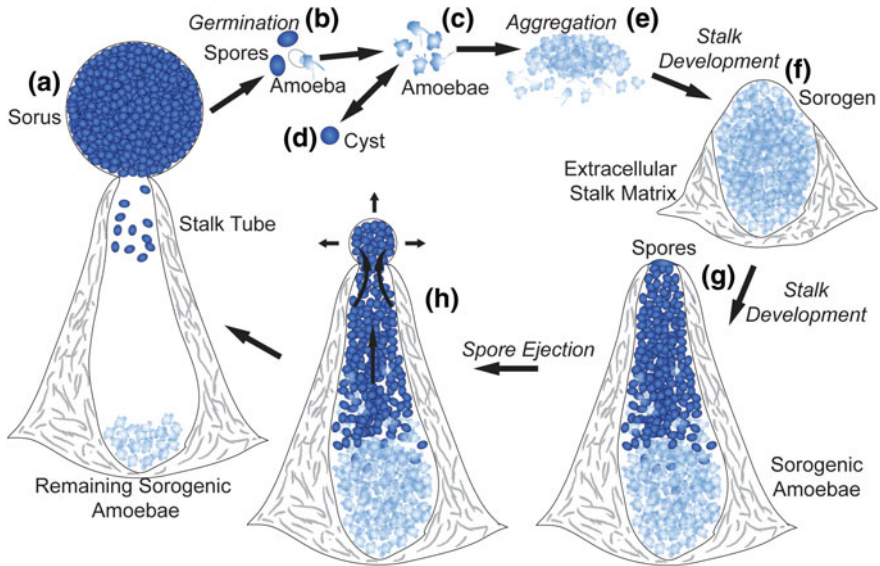 (a)
Sorus
Germination
(b)
Spores
Amoeba
(c)
Amoebae
(d)
Cyst
Aggregation
(e)
Stalk
Development
(f)
Sorogen
Extracellular
Stalk Matrix
Stalk Tube
Remaining Sorogenic
Amoebae
(h)
Spore Ejection
Spores
(g)
Stalk
Development
Sorogenic
Amoebae